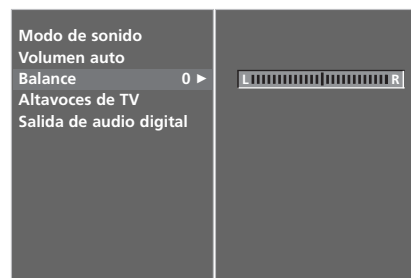 Modo de sonido
Volumen auto
Balance 0 ►
L R
Altavoces de TV
Salida de audio digital